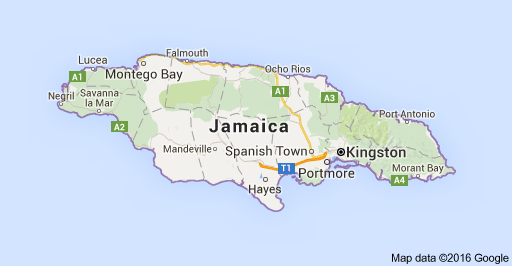 Lucea
Falmouth
A1
Montego Bay
Ocho Rios
Negril
Savanna
la Mar
A1
A3
Port Antonio
A2
Jamaica
Mandeville
Spanish Town
Kingston
T1
Portmore
Morant Bay
Hayes
A4
Map data ©2016 Google